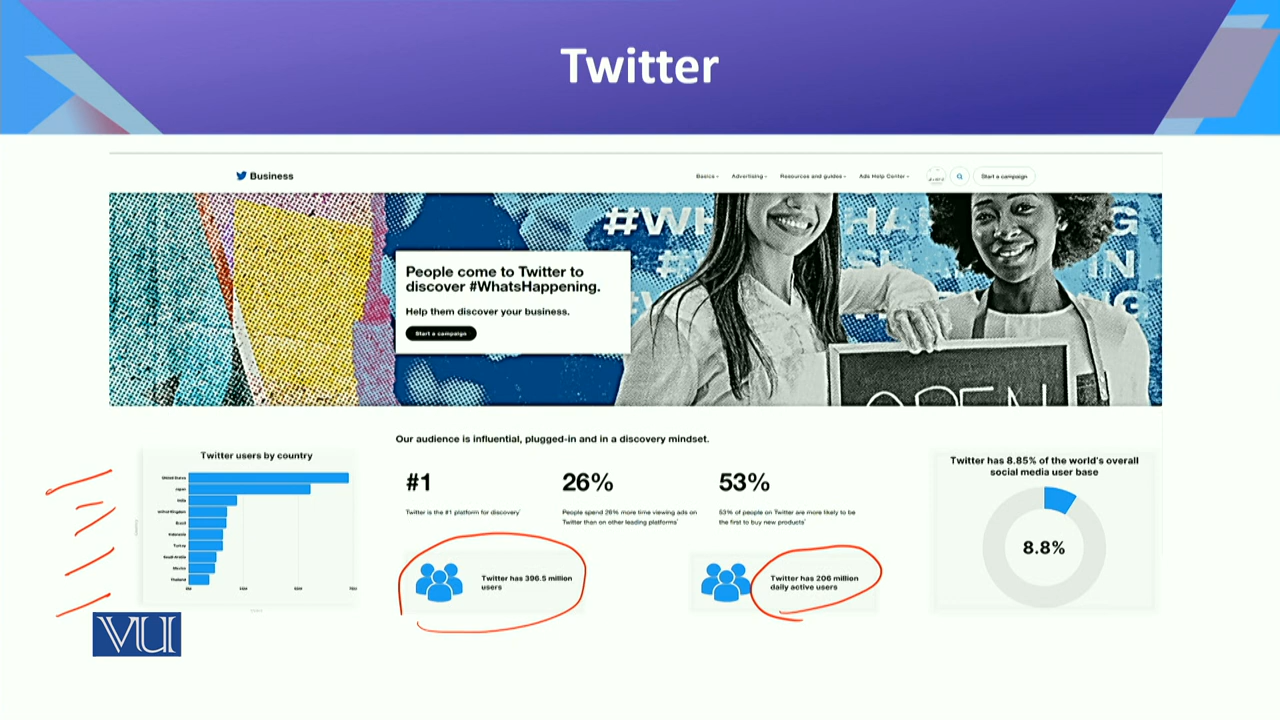 Twitter
Business
Basics
Advertising
Resources and guides
Ads Help Center
Start a campaign
#WH HA G
IN
People come to Twitter to
discover #WhatsHappening.
Help them discover your business.
Start a campaign
OPEN
Our audience is influential, plugged-in and in a discovery mindset.
Twitter users by country
United States
Japan
India
United Kingdom
Brazil
Indonesia
Turkey
Saudi Arabia
Mexico
Thailand
#1
Twitter is the #1 platform for discovery
26%
People spend 26% more time viewing ads on
Twitter than on other leading platforms
53%
53% of people on Twitter are more likely to be
the first to buy new products
Twitter has 396.5 million
users
Twitter has 206 million
daily active users
Twitter has 8.85% of the world's overall
social media user base
8.8%
VU